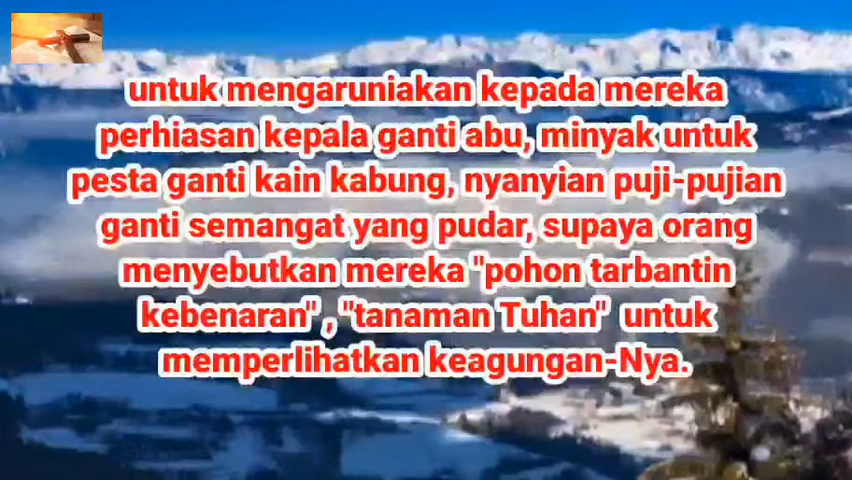 untuk mengaruniakan kepada mereka
perhiasan kepala ganti abu, minyak untuk
pesta ganti kain kabung, nyanyian puji-pujian
ganti semangat yang pudar, supaya orang
menyebutkan mereka "pohon tarbantin
kebenaran" , "tanaman Tuhan" untuk
memperlihatkan keagungan-Nya.